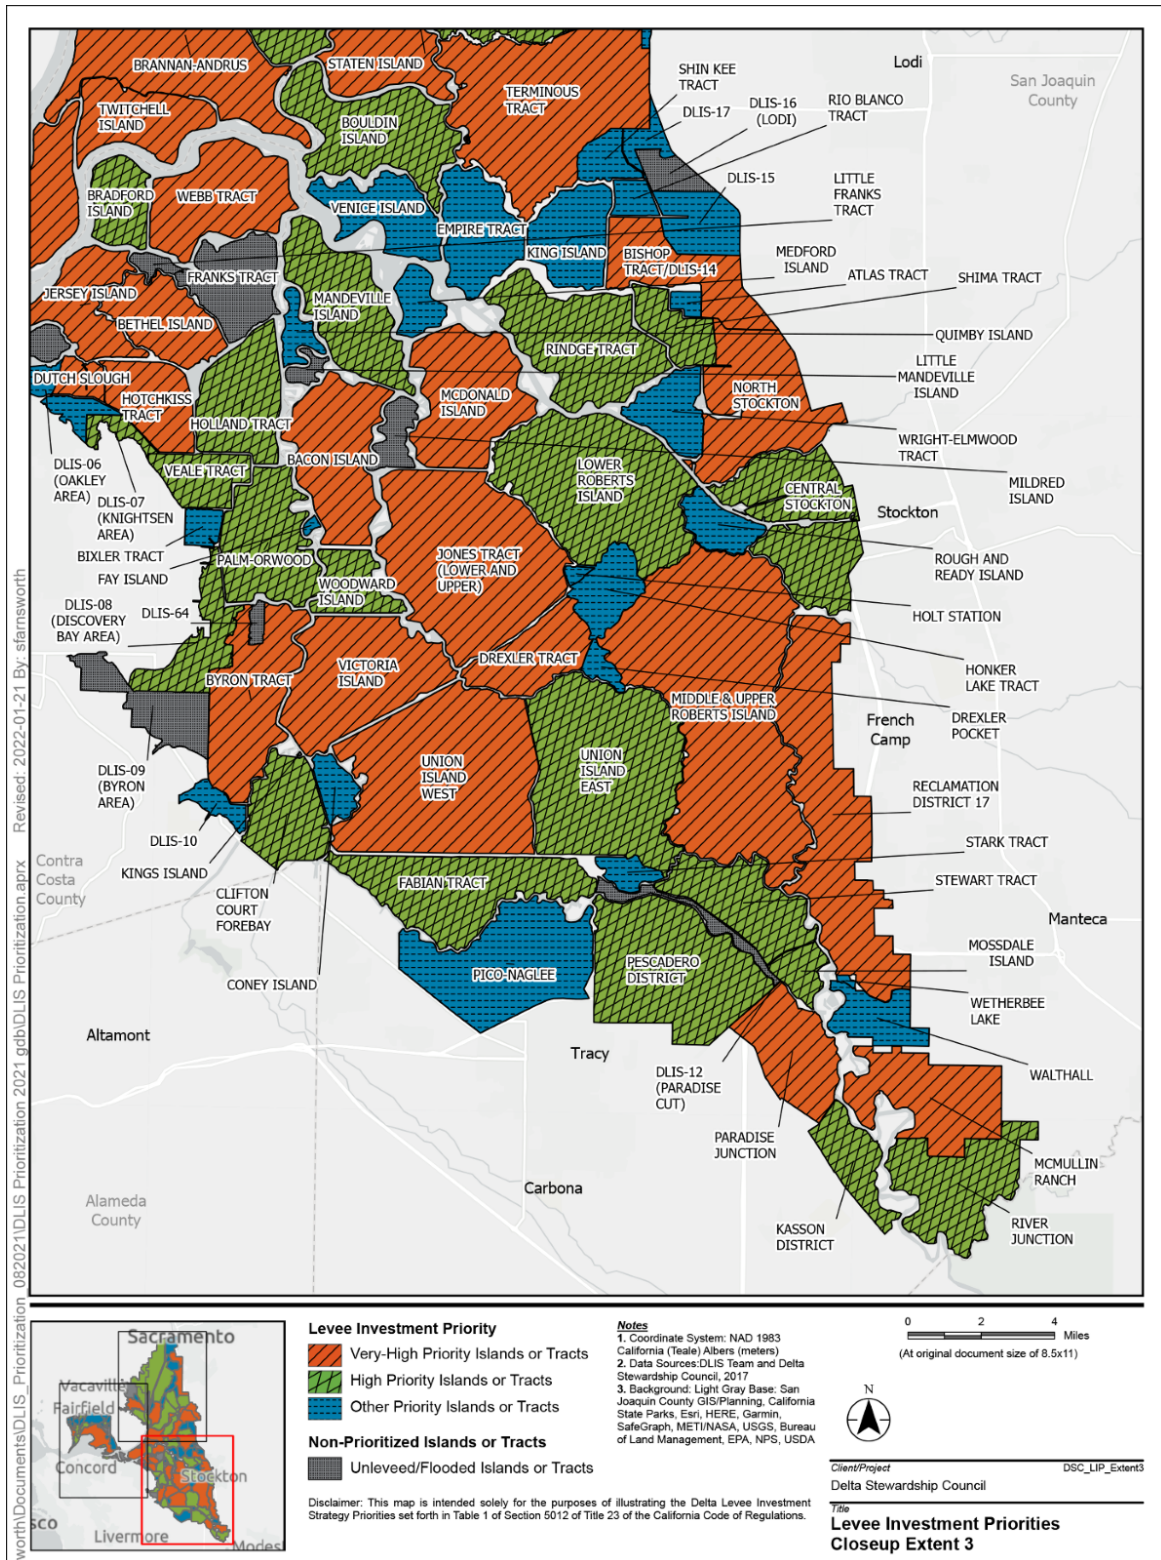 Lodi
San Joaquin
County
BRANNAN-ANDRUS
STATEN ISLAND
TERMINOUS
TRACT
SHIN KEE
TRACT
DLIS-17
DLIS-16
(LODI)
RIO BLANCO
TRACT
TWITCHELL
ISLAND
BOULDIN
ISLAND
DLIS-15
LITTLE
FRANKS
TRACT
BRADFORD
ISLAND
WEBB TRACT
VENICE ISLAND
EMPIRE TRACT
KING ISLAND
BISHOP
TRACT/DLIS-14
MEDFORD
ISLAND
ATLAS TRACT
SHIMA TRACT
FRANKS TRACT
JERSEY ISLAND
MANDEVILLE
ISLAND
BETHEL ISLAND
RINDGE TRACT
QUIMBY ISLAND
LITTLE
MANDEVILLE
ISLAND
DUTCH SLOUGH
HOTCHKISS
TRACT
MCDONALD
ISLAND
NORTH
STOCKTON
HOLLAND TRACT
WRIGHT-ELMWOOD
TRACT
BACON ISLAND
VEALE TRACT
LOWER
ROBERTS
ISLAND
CENTRAL
STOCKTON
MILDRED
ISLAND
DLIS-06
(OAKLEY
AREA)
DLIS-07
(KNIGHTSEN
AREA)
Stockton
BIXLER TRACT
FAY ISLAND
PALM-ORWOOD
JONES TRACT
(LOWER AND
UPPER)
WOODWARD
ISLAND
ROUGH AND
READY ISLAND
DLIS-08
(DISCOVERY
BAY AREA)
DLIS-64
HOLT STATION
BYRON TRACT
VICTORIA
ISLAND
DREXLER TRACT
HONKER
LAKE TRACT
MIDDLE & UPPER
ROBERTS ISLAND
DREXLER
POCKET
French
Camp
DLIS-09
(BYRON
AREA)
UNION
ISLAND
WEST
UNION
ISLAND
EAST
RECLAMATION
DISTRICT 17
DLIS-10
KINGS ISLAND
STARK TRACT
Contra
Costa
County
CLIFTON
COURT
FOREBAY
FABIAN TRACT
STEWART TRACT
Manteca
PESCADERO
DISTRICT
PICO-NAGLEE
CONEY ISLAND
MOSSDALE
ISLAND
WETHERBEE
LAKE
Altamont
Tracy
DLIS-12
(PARADISE
CUT)
WALTHALL
PARADISE
JUNCTION
MCMULLIN
RANCH
Carbona
Alameda
County
KASSON
DISTRICT
RIVER
JUNCTION
worth\Documents\DLIS_Prioritization_082021\DLIS Prioritization 2021 gdb\DLIS Prioritization.aprx Revised: 2022-01-21 By: sfarnsworth
Sacramento
Vacaville
Fairfield
Concord
Stockton
sco
Livermore
Modes
Levee Investment Priority
Very-High Priority Islands or Tracts
High Priority Islands or Tracts
Other Priority Islands or Tracts
Non-Prioritized Islands or Tracts
Unleveed/Flooded Islands or Tracts
Disclaimer: This map is intended solely for the purposes of illustrating the Delta Levee Investment
Strategy Priorities set forth in Table 1 of Section 5012 of Title 23 of the California Code of Regulations.
Notes
1. Coordinate System: NAD 1983
California (Teale) Albers (meters)
2. Data Sources:DLIS Team and Delta
Stewardship Council, 2017
3. Background: Light Gray Base: San
Joaquin County GIS/Planning, California
State Parks, Esri, HERE, Garmin,
SafeGraph, METI/NASA, USGS, Bureau
of Land Management, EPA, NPS, USDA
0 2 4
Miles
(At original document size of 8.5x11)
N
Client/Project DSC_LIP_Extent3
Delta Stewardship Council
Title
Levee Investment Priorities
Closeup Extent 3